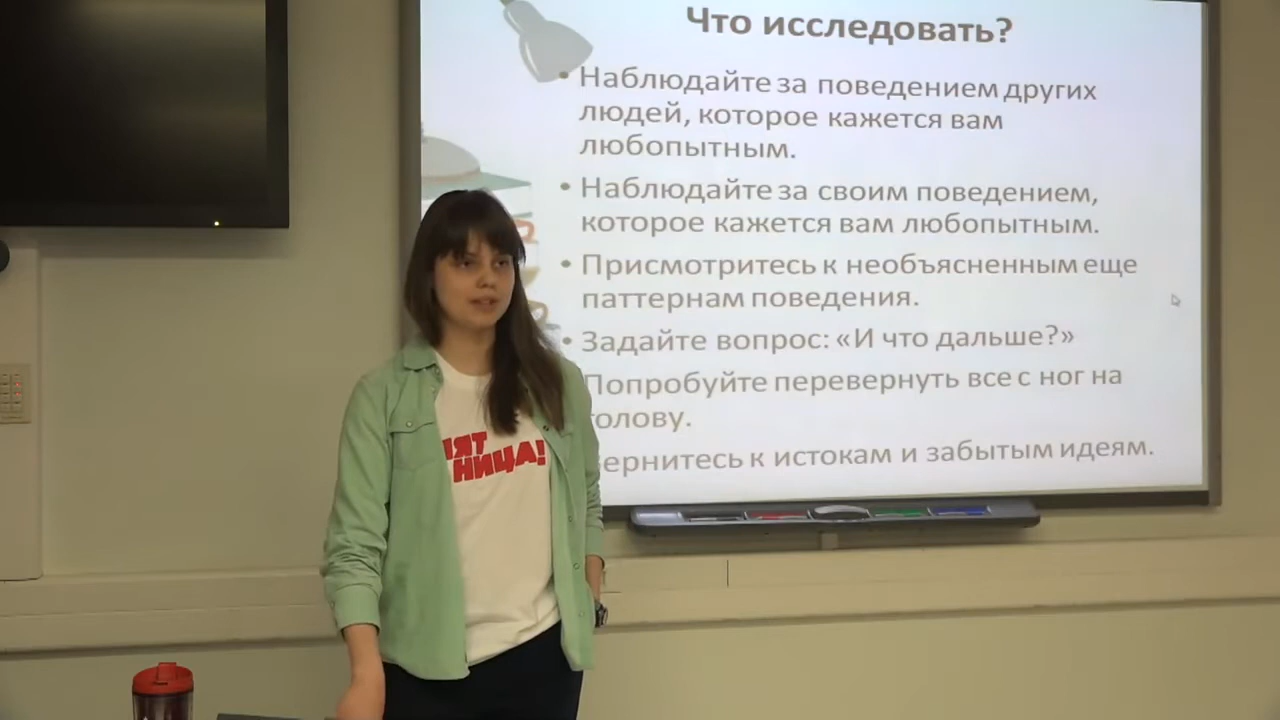 Что исследовать?
• Наблюдайте за поведением других
людей, которое кажется вам
любопытным.
• Наблюдайте за своим поведением,
которое кажется вам любопытным.
• Присмотритесь к необъясненным еще
паттернам поведения.
• Задайте вопрос: «И что дальше?»
Попробуйте перевернуть все с ног на
голову.
ернитесь к истокам и забытым идеям.
ЯТ
НИЦА!